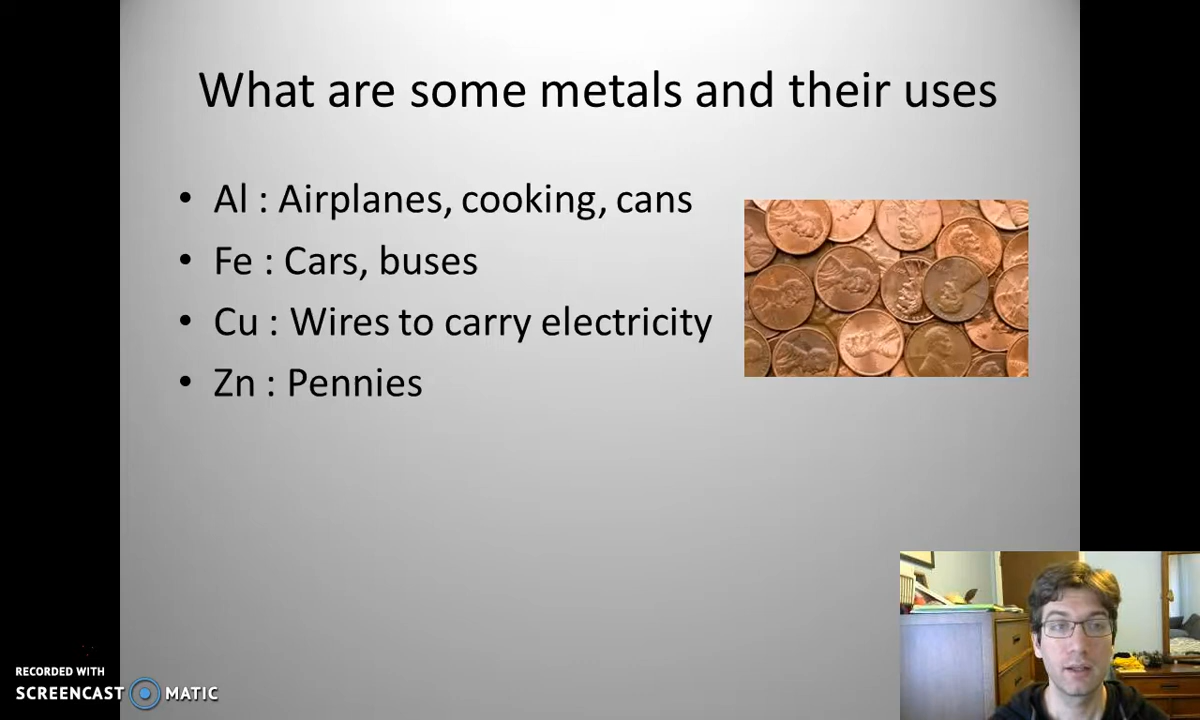 What are some metals and their uses
• Al : Airplanes, cooking, cans
• Fe : Cars, buses
• Cu : Wires to carry electricity
• Zn : Pennies
RECORDED WITH
SCREENCAST MATIC